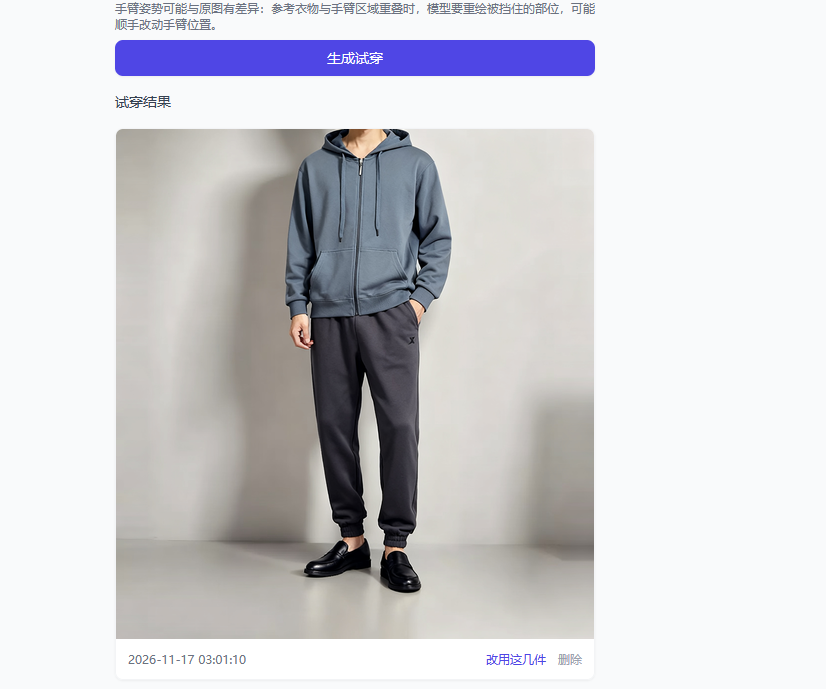 手臂姿势可能与原图有差异：参考衣物与手臂区域重叠时，模型要重绘被挡住的部位，可能
顺手改动手臂位置。
生成试穿
试穿结果
2026-11-17 03:01:10
改用这几件 删除